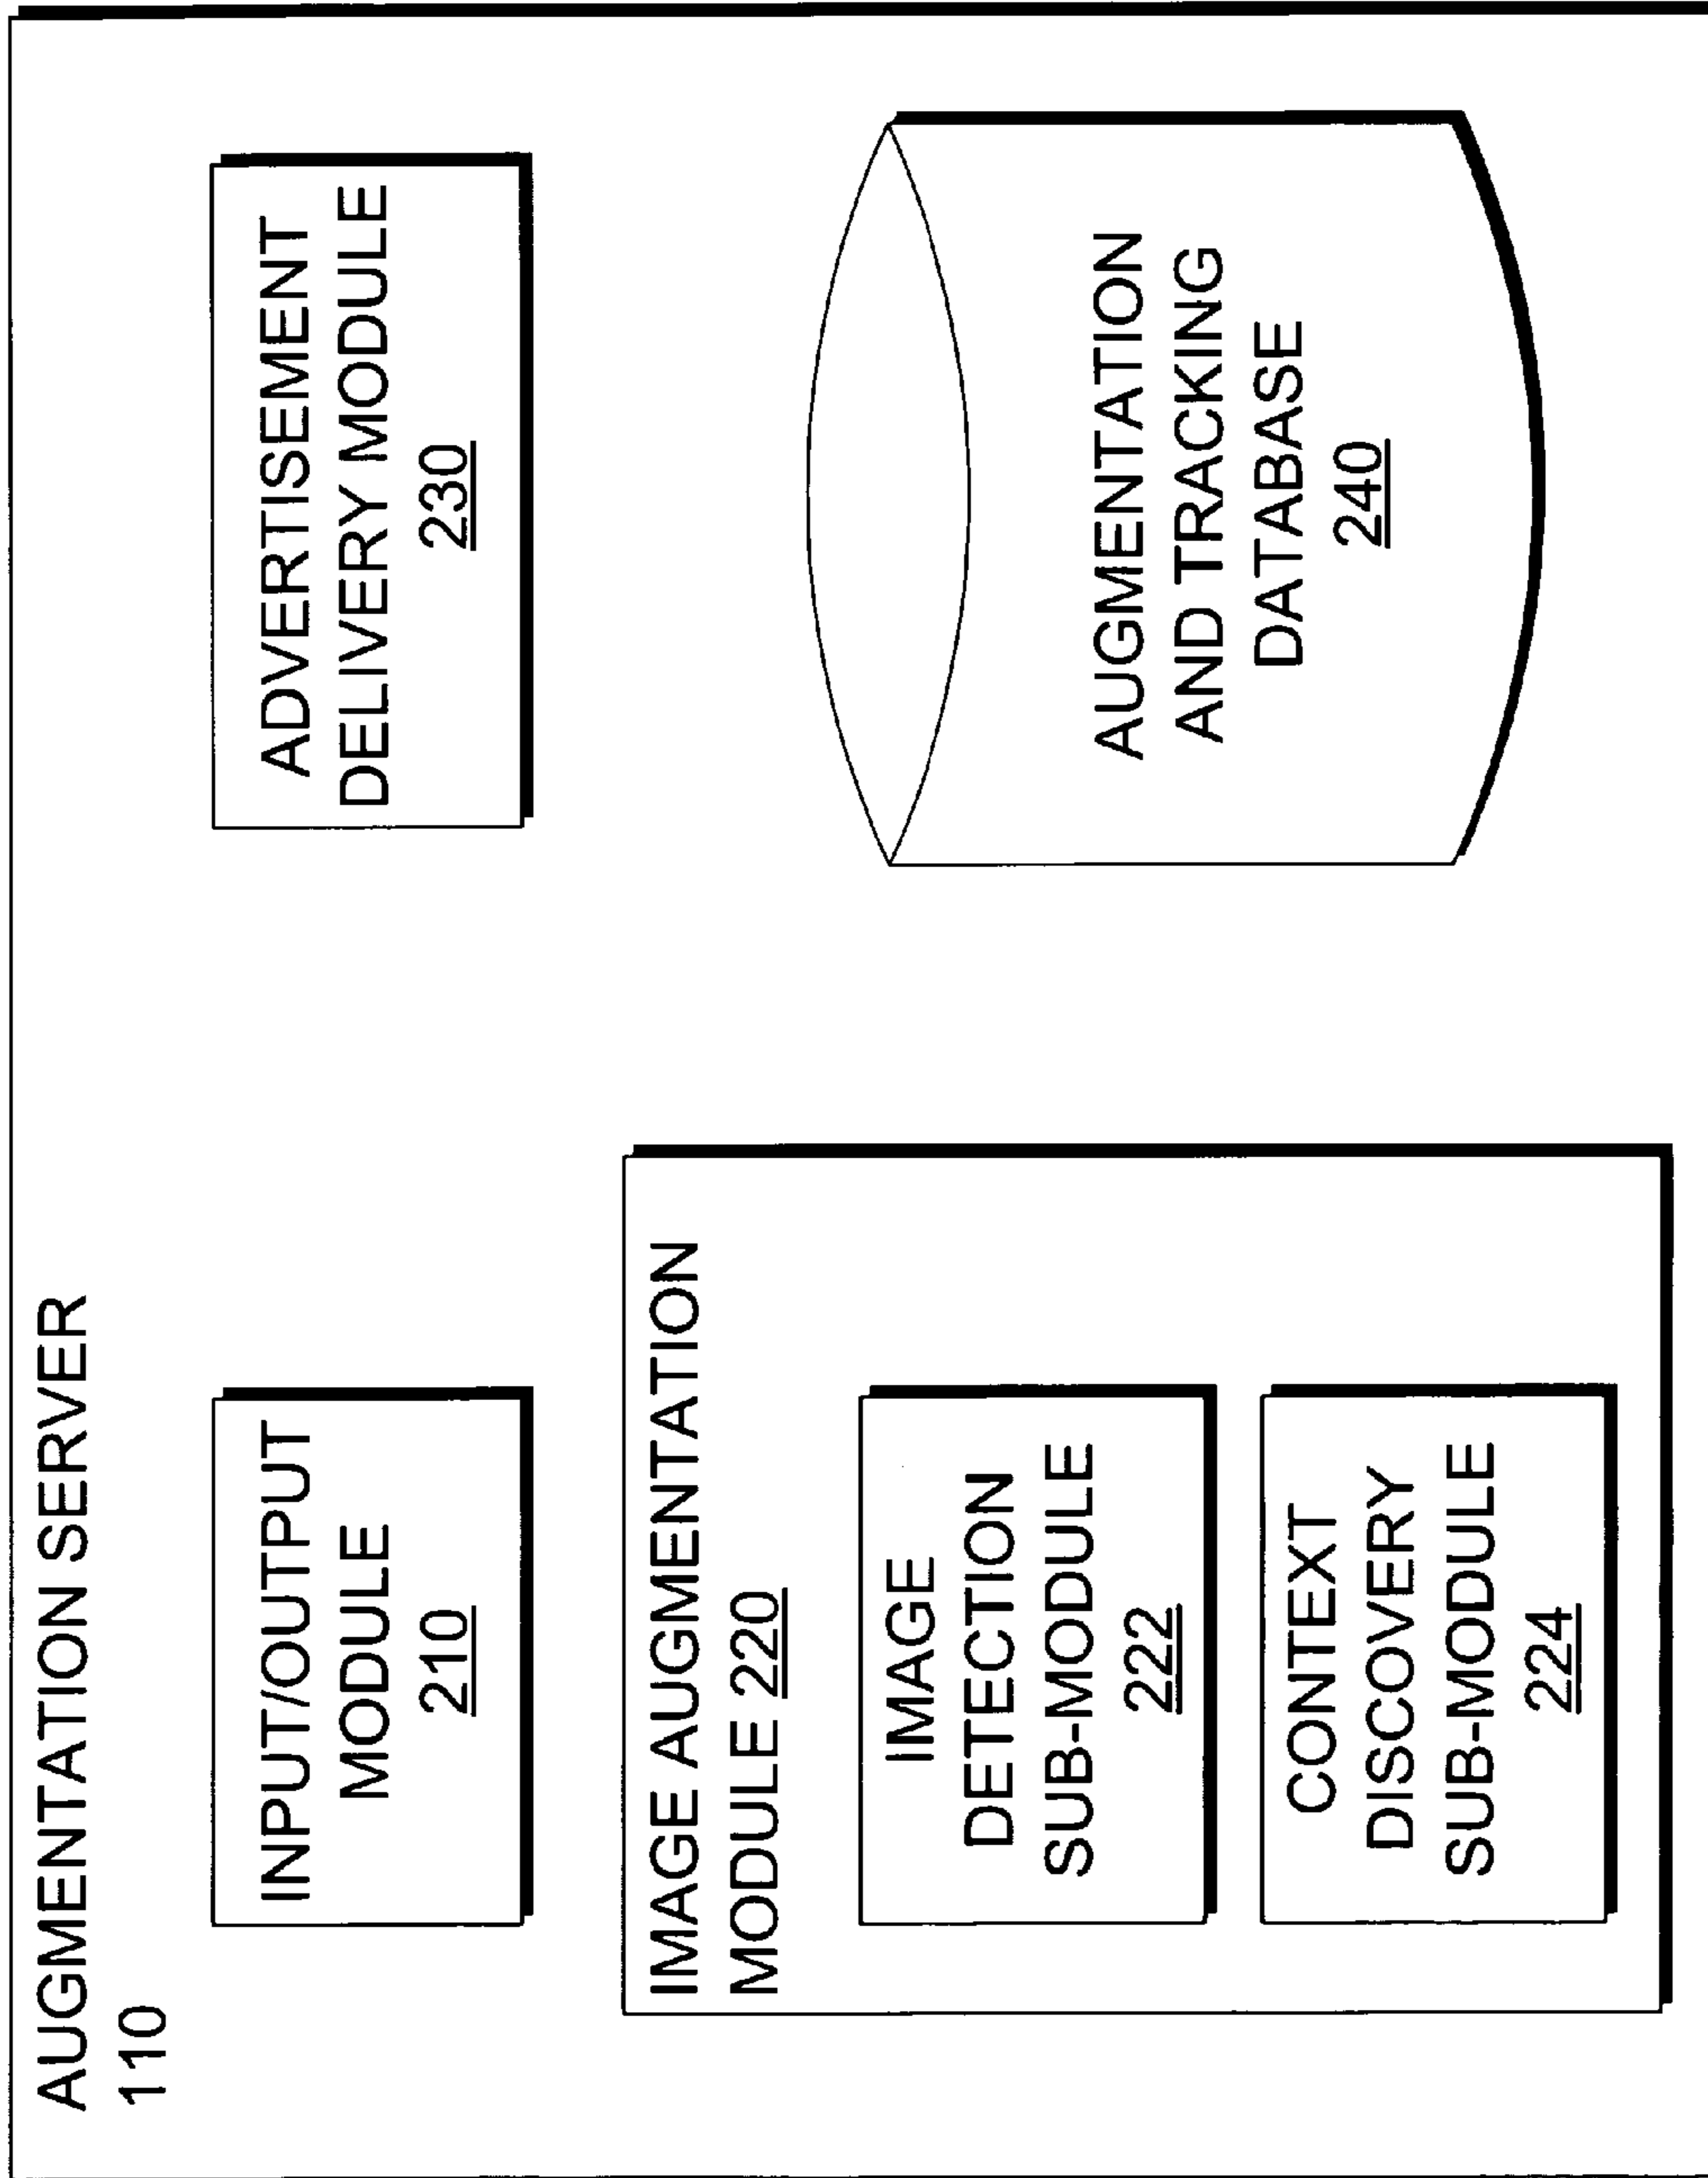 AUGMENTATION SERVER
110
INPUT/OUTPUT
MODULE
210
IMAGE AUGMENTATION
MODULE 220
IMAGE
DETECTION
SUB-MODULE
222
CONTEXT
DISCOVERY
SUB-MODULE
224
ADVERTISEMENT
DELIVERY MODULE
230
AUGMENTATION
AND TRACKING
DATABASE
240